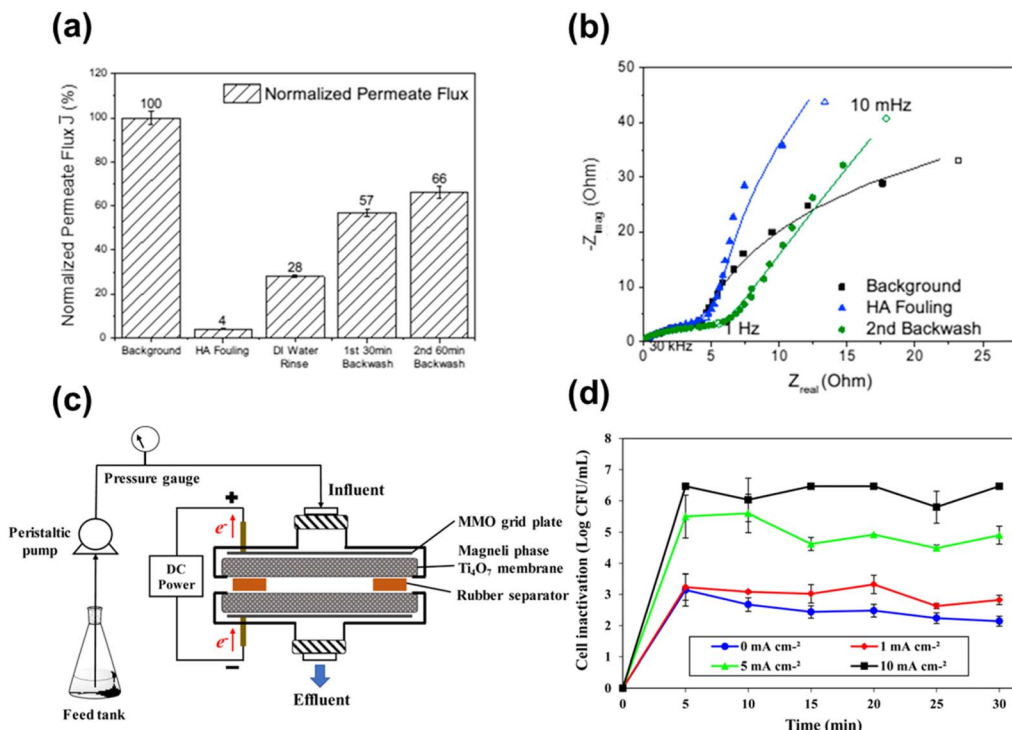 (a)
Normalized Permeate Flux J̄ (%)
120
100
80
60
40
20
0
Normalized Permeate Flux
100
4
28
57
66
Background
HA Fouling
DI Water
Rinse
1st 30min
Backwash
2nd 60min
Backwash
(b)
-Zimag (Ohm)
50
40
30
20
10
0
10 mHz
Background
HA Fouling
2nd Backwash
1 Hz
30 kHz
0
5
10
15
20
25
Zreal (Ohm)
(c)
Pressure gauge
Peristaltic
pump
Feed tank
DC
Power
+
e-
e-
−
Influent
MMO grid plate
Magneli phase
Ti₄O₇ membrane
Rubber separator
Effluent
(d)
Cell inactivation (Log CFU/mL)
8
7
6
5
4
3
2
1
0
0 mA cm-²
1 mA cm-²
5 mA cm-²
10 mA cm-²
0
5
10
15
20
25
30
Time (min)